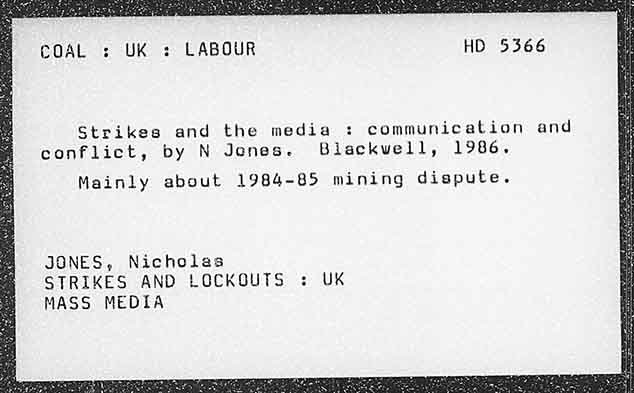 COAL : UK : LABOUR HD 5366
Strikes and the media : communication and
conflict, by N Jones. Blackwell, 1986.
Mainly about 1984-85 mining dispute.
JONES, Nicholas
STRIKES AND LOCKOUTS : UK
MASS MEDIA